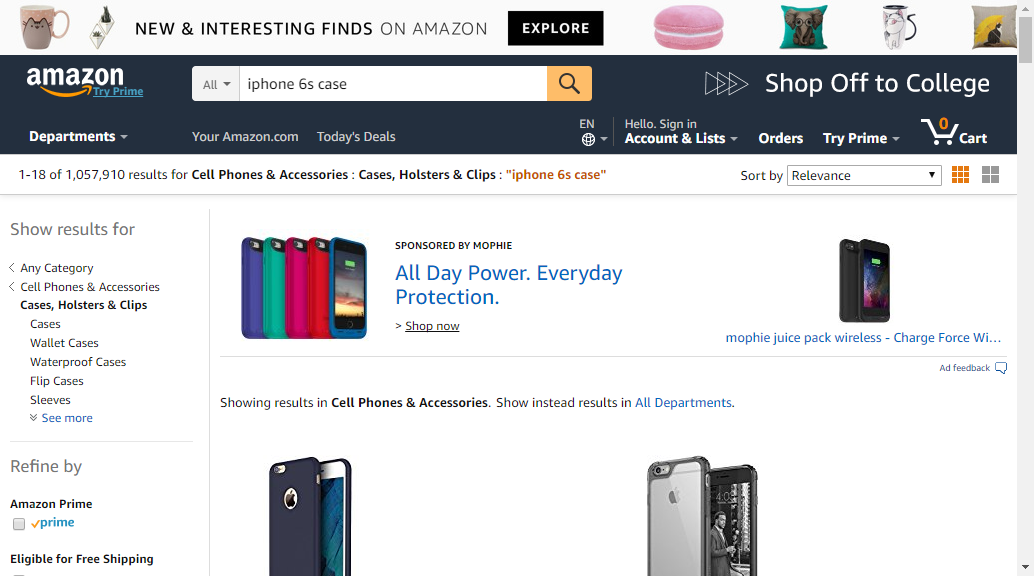 NEW & INTERESTING FINDS ON AMAZON EXPLORE
amazon
Try Prime
All
iphone 6s case
Shop Off to College
Departments
Your Amazon.com
Today's Deals
EN
Hello. Sign in
Account & Lists
Orders
Try Prime
0
Cart
1-18 of 1,057,910 results for Cell Phones & Accessories : Cases, Holsters & Clips : "iphone 6s case"
Sort by Relevance
Show results for
Any Category
Cell Phones & Accessories
Cases, Holsters & Clips
Cases
Wallet Cases
Waterproof Cases
Flip Cases
Sleeves
See more
Refine by
Amazon Prime
prime
Eligible for Free Shipping
SPONSORED BY MOPHIE
All Day Power. Everyday
Protection.
> Shop now
mophie juice pack wireless - Charge Force Wi…
Ad feedback
Showing results in Cell Phones & Accessories. Show instead results in All Departments.